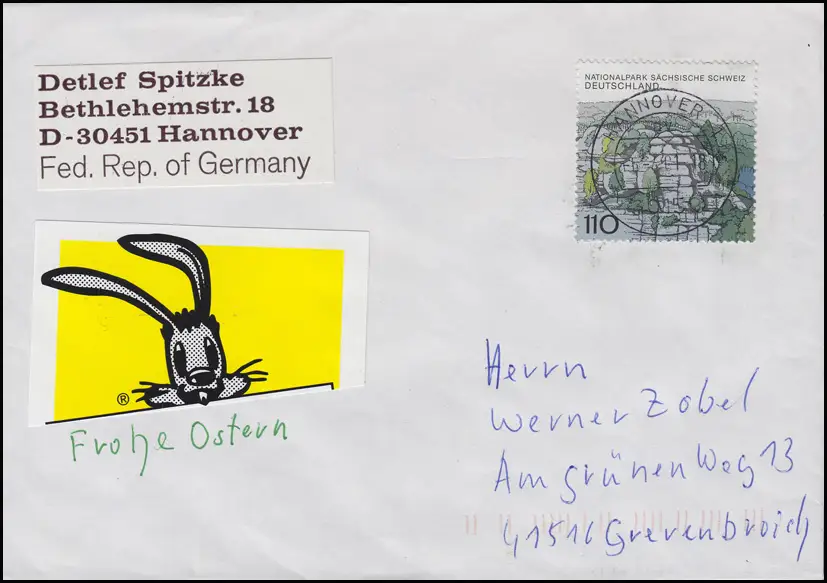 Detlef Spitzke
Bethlehemstr. 18
D-30451 Hannover
Fed. Rep. of Germany
NATIONALPARK SÄCHSISCHE SCHWEIZ
DEUTSCHLAND
HANNOVER
110
®
Frohe Ostern
Herrn
Werner Zobel
Am grünen Weg 13
41516 Grevenbroich